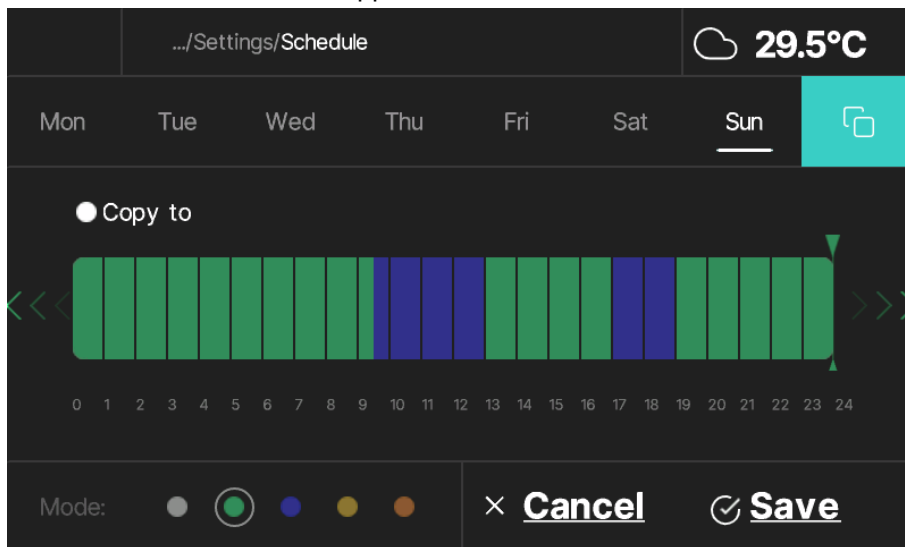 .../Settings/Schedule 29.5°C
Mon Tue Wed Thu Fri Sat Sun
Copy to
0 1 2 3 4 5 6 7 8 9 10 11 12 13 14 15 16 17 18 19 20 21 22 23 24
Mode: Cancel Save